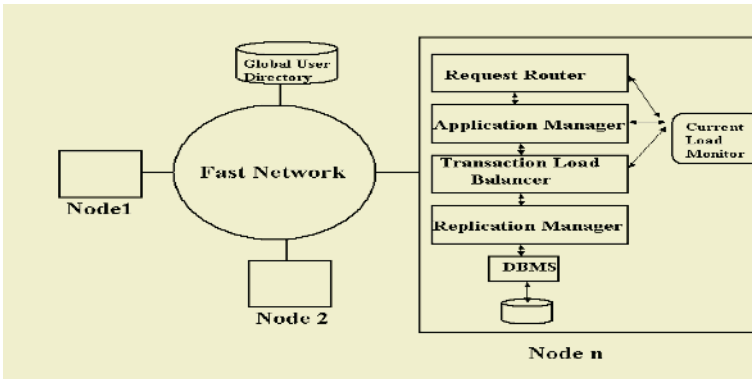 Global User
Directory
Fast Network
Node1
Node 2
Request Router
Application Manager
Transaction Load
Balancer
Replication Manager
DBMS
Current
Load
Monitor
Node n